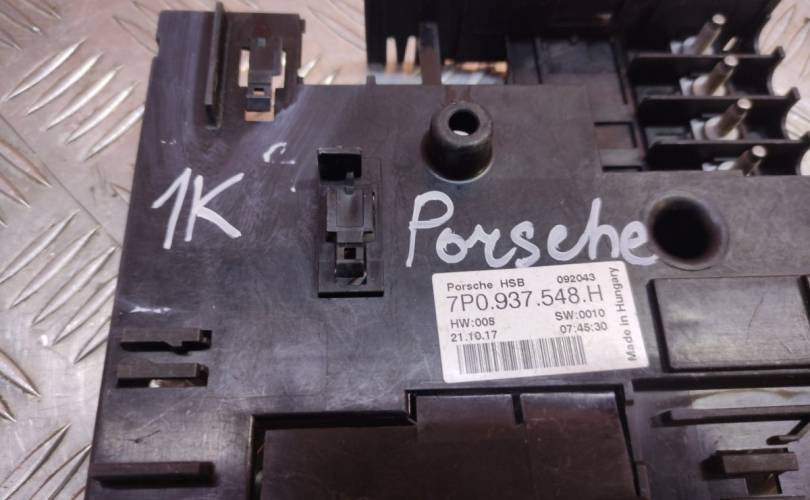 1K
Porsche
Porsche HSB 092043
7P0.937.548.H
HW:008 SW:0010
21.10.17 07:45:30
Made in Hungary